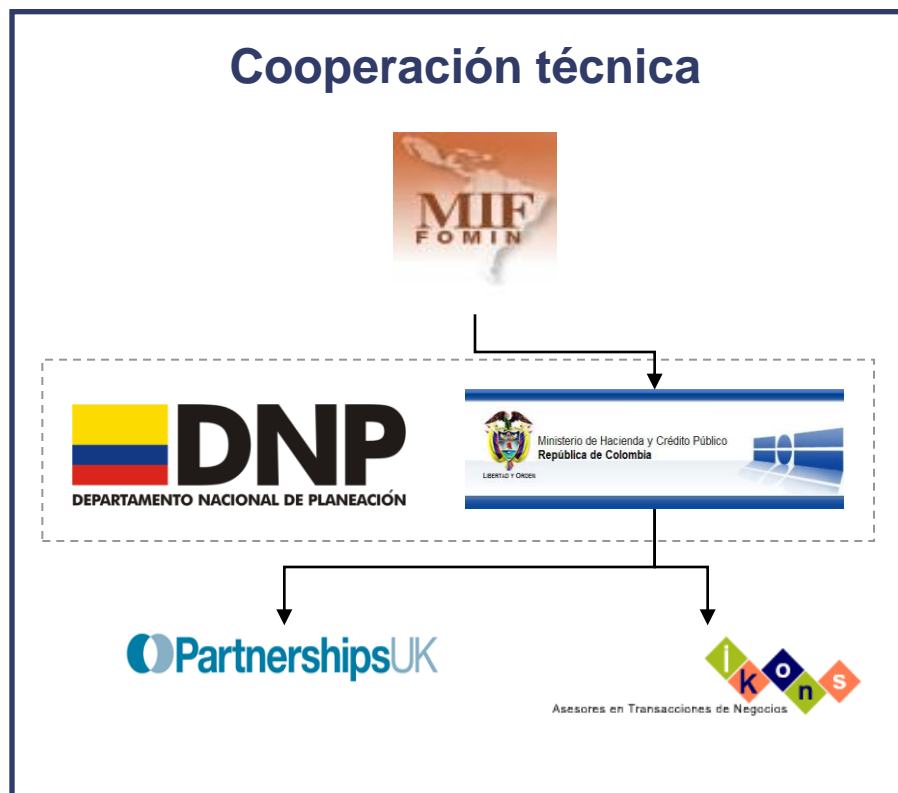 Cooperación técnica
MIF
FOMIN
DNP
DEPARTAMENTO NACIONAL DE PLANEACIÓN
Ministerio de Hacienda y Crédito Público
República de Colombia
LIBERTAD Y ORDEN
PartnershipsUK
ikons
Asesores en Transacciones de Negocios